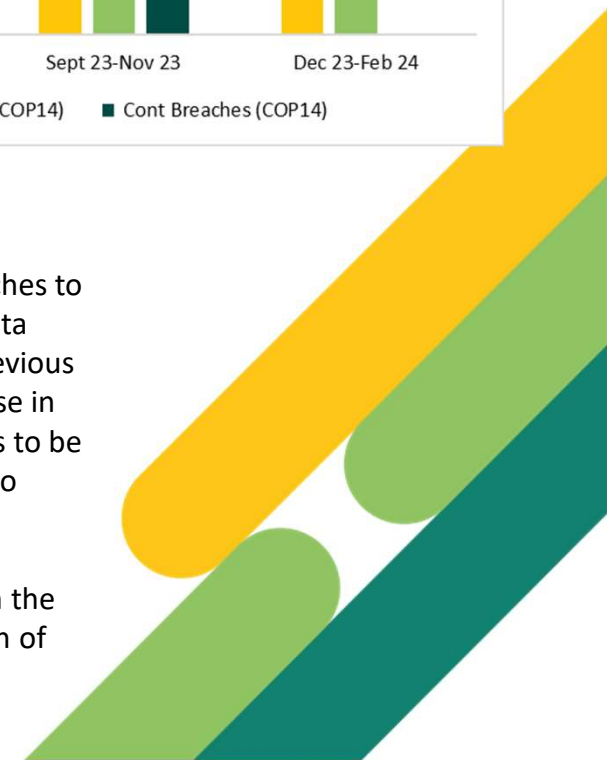 Sept 23-Nov 23 Dec 23-Feb 24
COP14) Cont Breaches (COP14)
ches to
ta
evious
se in
s to be
o
n the
n of